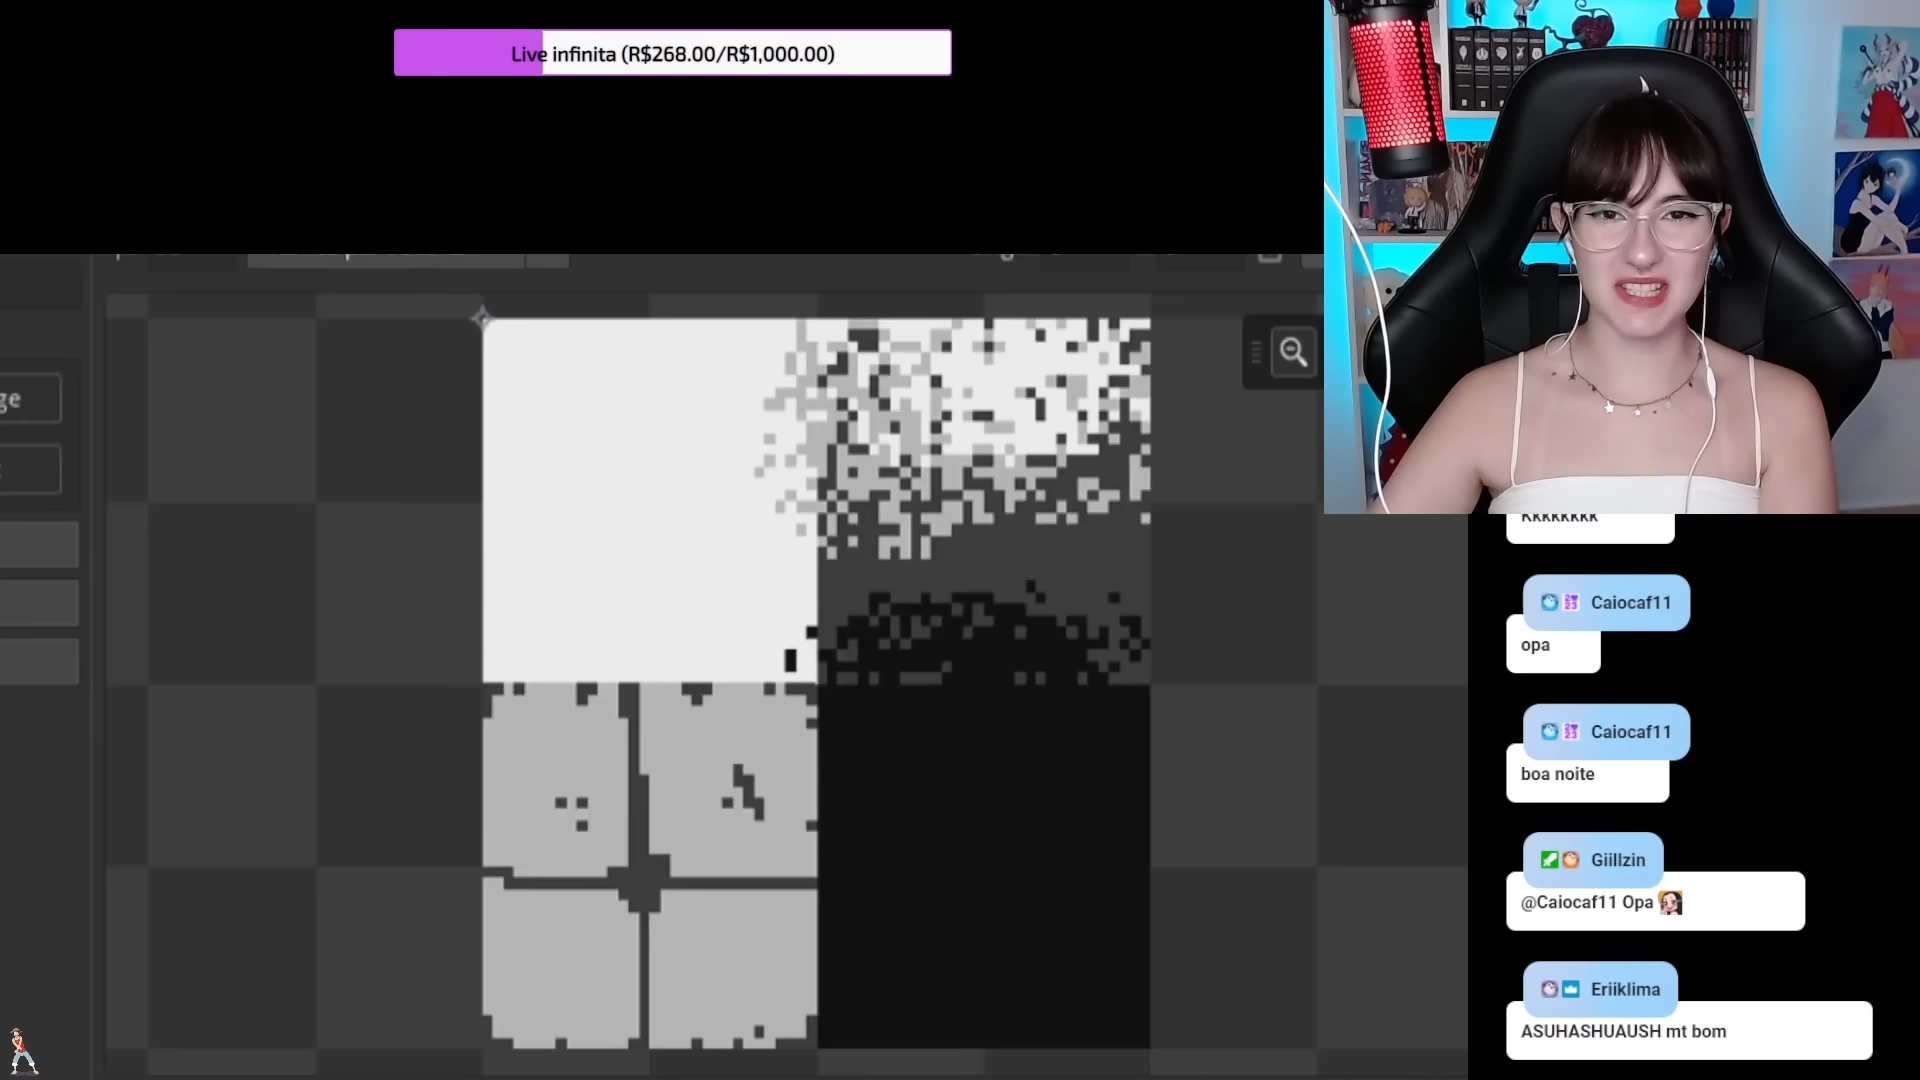 Live infinita (R$268.00/R$1,000.00)
ge
Kkkkkkkk
Caiocaf11
opa
Caiocaf11
boa noite
Giillzin
@Caiocaf11 Opa
Eriiklima
ASUHASHUAUSH mt bom